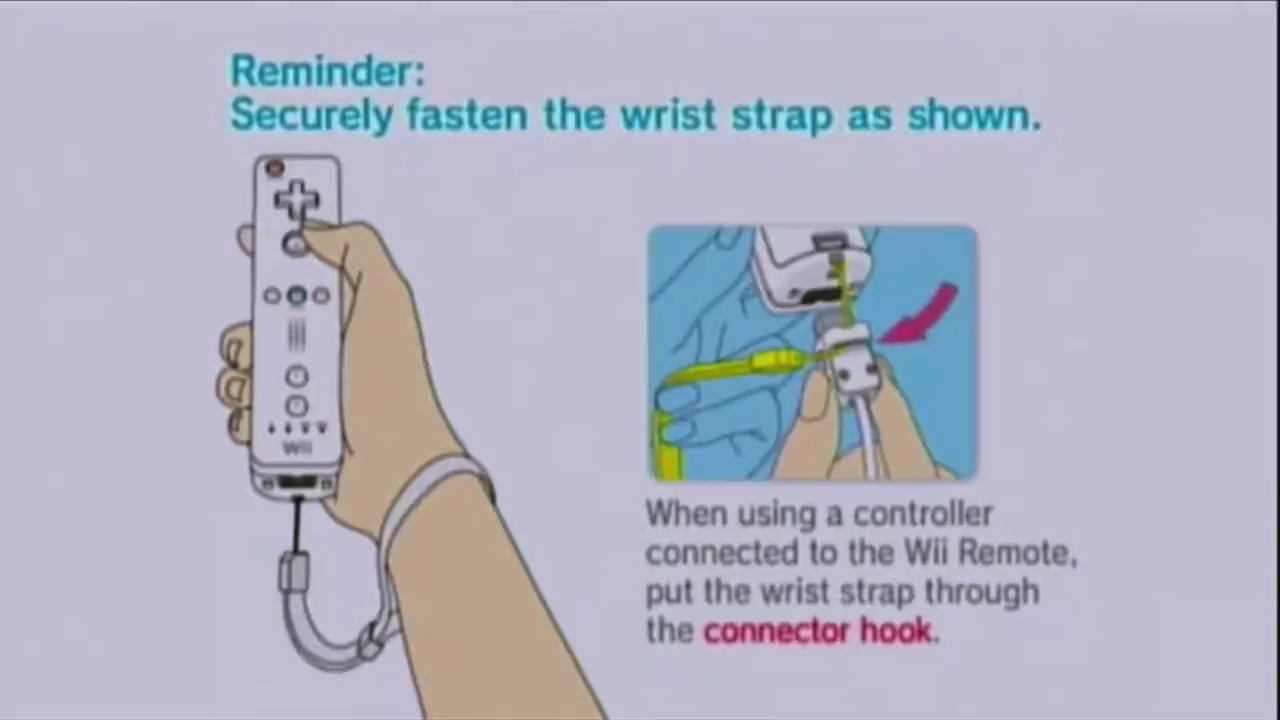 Reminder:
Securely fasten the wrist strap as shown.
Wii
When using a controller
connected to the Wii Remote,
put the wrist strap through
the connector hook.